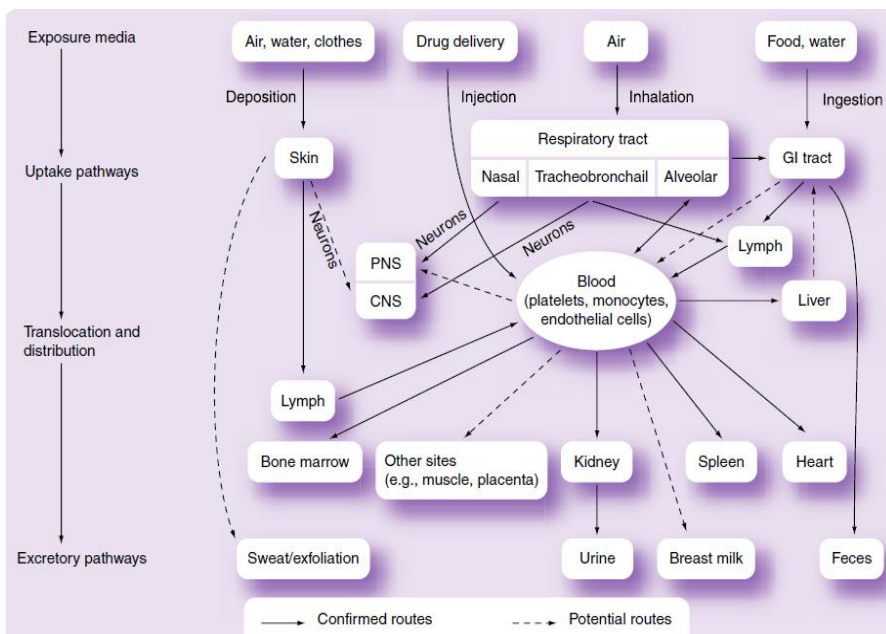 Exposure media
Air, water, clothes
Drug delivery
Air
Food, water
Deposition
Injection
Inhalation
Ingestion
Uptake pathways
Skin
Respiratory tract
Nasal
Tracheobronchail
Alveolar
GI tract
Neurons
Neurons
Neurons
PNS
CNS
Lymph
Blood
(platelets, monocytes,
endothelial cells)
Liver
Translocation and
distribution
Lymph
Bone marrow
Other sites
(e.g., muscle, placenta)
Kidney
Spleen
Heart
Excretory pathways
Sweat/exfoliation
Urine
Breast milk
Feces
Confirmed routes
Potential routes